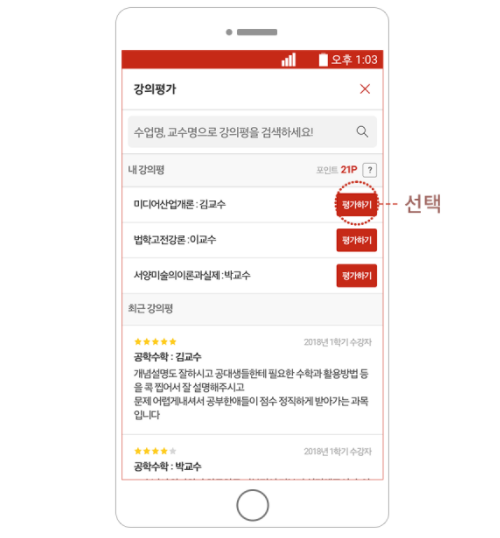 오후 1:03
강의평가
수업명, 교수명으로 강의평을 검색하세요!
내 강의평 포인트 21P ?
미디어산업개론 : 김교수 평가하기 선택
법학고전강론 : 이교수 평가하기
서양미술의이론과실제 : 박교수 평가하기
최근 강의평
2018년 1학기 수강자
공학수학 : 김교수
개념설명도 잘하시고 공대생들한테 필요한 수학과 활용방법 등
을 콕 찝어서 잘 설명해주시고
문제 어렵게내셔서 공부한애들이 점수 정직하게 받아가는 과목
입니다
2018년 1학기 수강자
공학수학 : 박교수